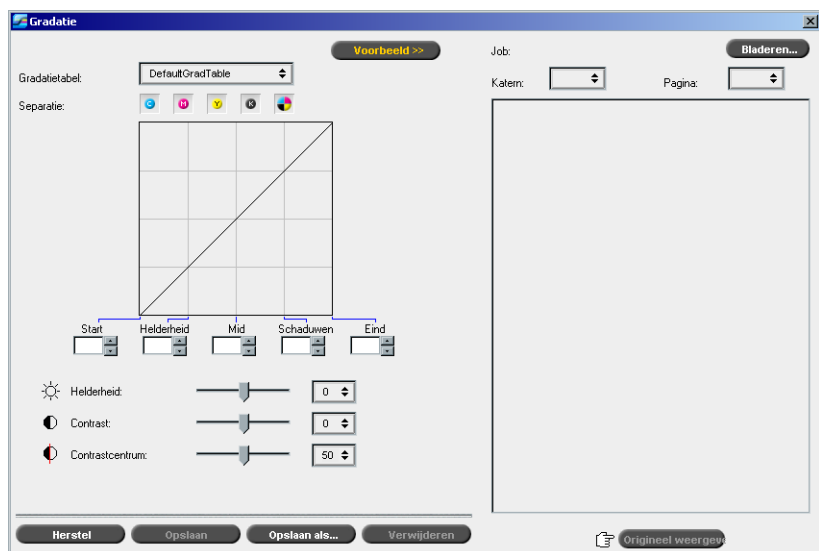 Gradatie
Voorbeeld >>
Gradatietabel:
DefaultGradTable
Separatie:
C M Y K
Start Helderheid Mid Schaduwen Eind
Helderheid: 0
Contrast: 0
Contrastcentrum: 50
Herstel Opslaan Opslaan als... Verwijderen
Job: Bladeren...
Katern: Pagina:
Origineel weergev